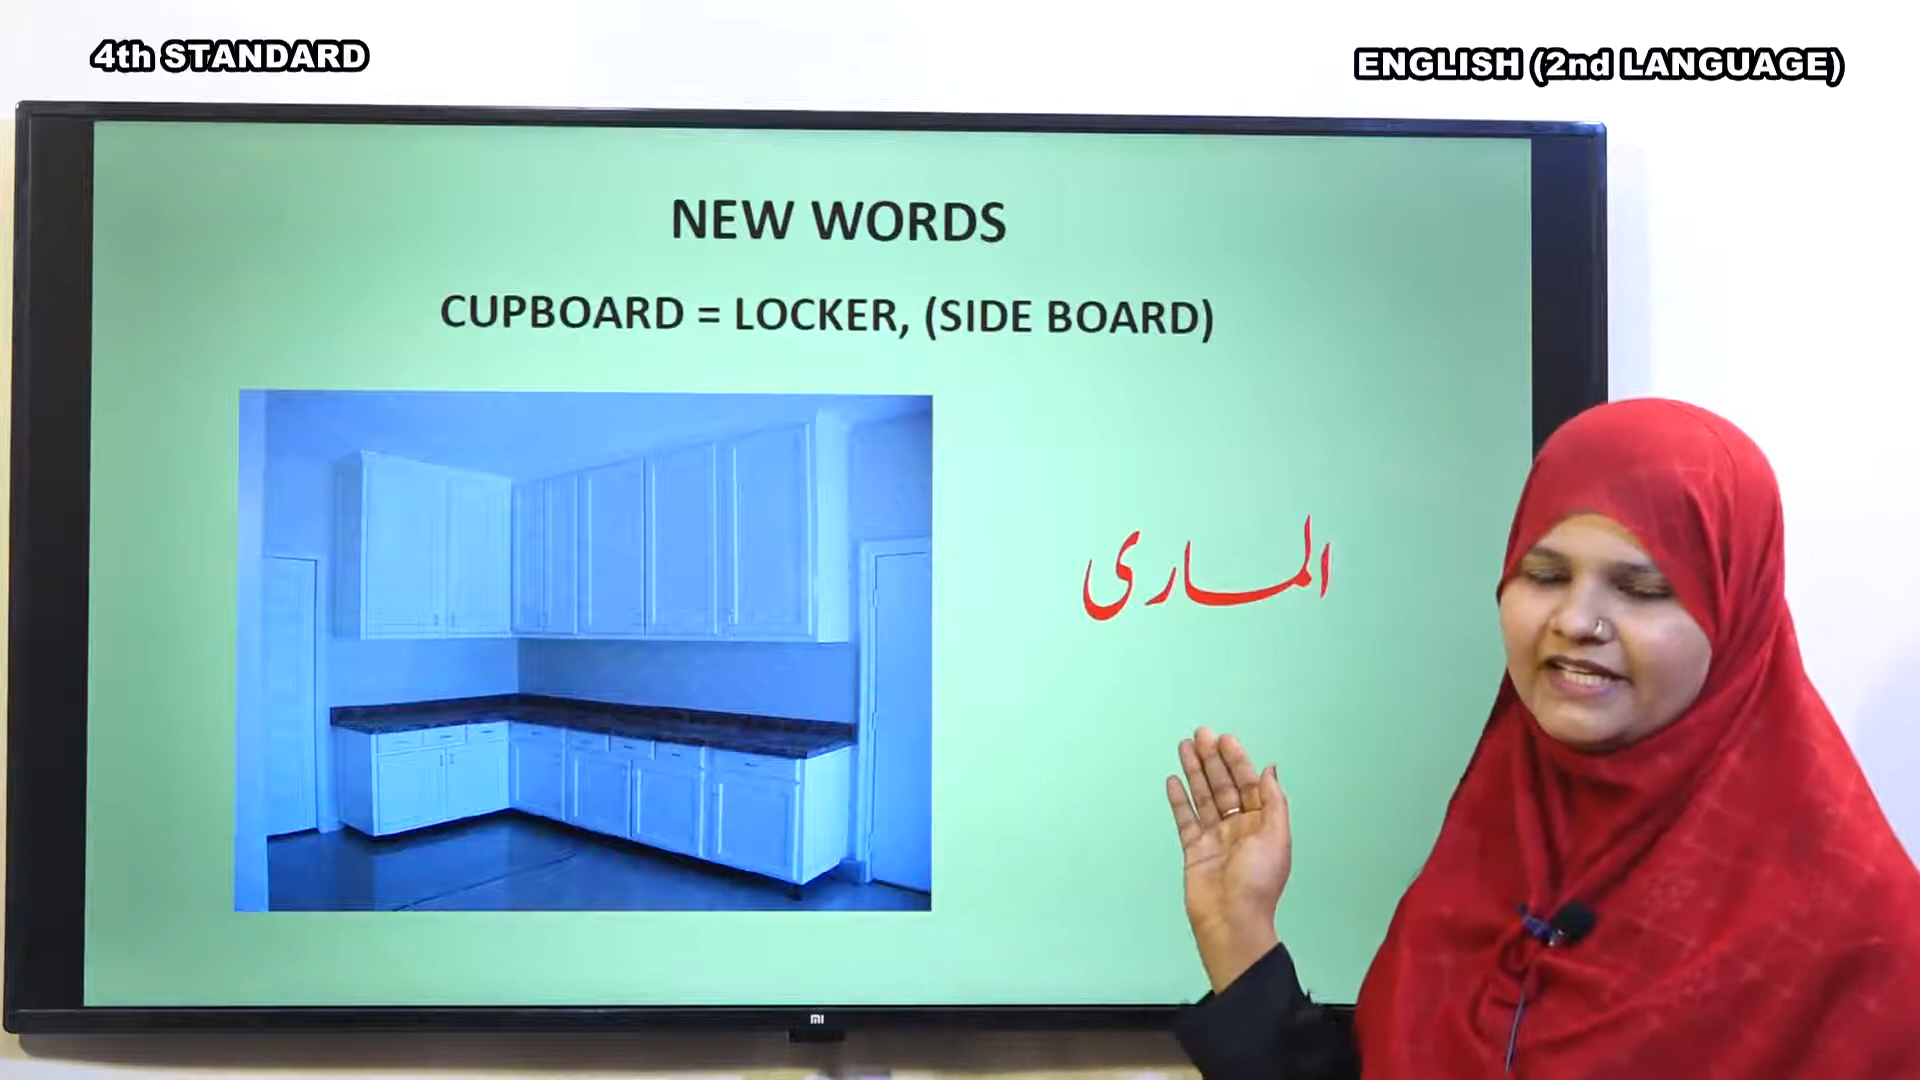 4th STANDARD
ENGLISH (2nd LANGUAGE)
NEW WORDS
CUPBOARD = LOCKER, (SIDE BOARD)
الماری
mi